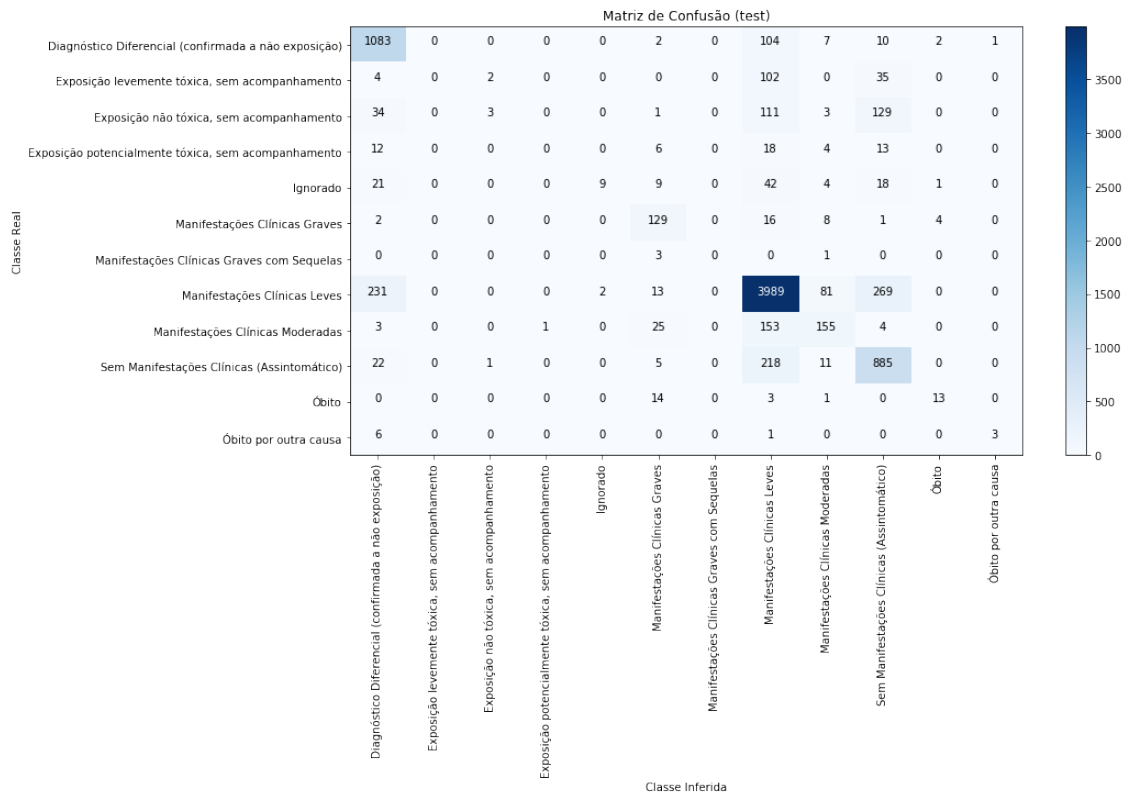 Matriz de Confusão (test)
Diagnóstico Diferencial (confirmada a não exposição) 1083 0 0 0 0 2 0 104 7 10 2 1
Exposição levemente tóxica, sem acompanhamento 4 0 2 0 0 0 0 102 0 35 0 0
Exposição não tóxica, sem acompanhamento 34 0 3 0 0 1 0 111 3 129 0 0
Exposição potencialmente tóxica, sem acompanhamento 12 0 0 0 0 6 0 18 4 13 0 0
Ignorado 21 0 0 0 9 9 0 42 4 18 1 0
Manifestações Clínicas Graves 2 0 0 0 0 129 0 16 8 1 4 0
Manifestações Clínicas Graves com Sequelas 0 0 0 0 0 3 0 0 1 0 0 0
Manifestações Clínicas Leves 231 0 0 0 2 13 0 3989 81 269 0 0
Manifestações Clínicas Moderadas 3 0 0 1 0 25 0 153 155 4 0 0
Sem Manifestações Clínicas (Assintomático) 22 0 1 0 0 5 0 218 11 885 0 0
Óbito 0 0 0 0 0 14 0 3 1 0 13 0
Óbito por outra causa 6 0 0 0 0 0 0 1 0 0 0 3
Classe Real
Diagnóstico Diferencial (confirmada a não exposição)
Exposição levemente tóxica, sem acompanhamento
Exposição não tóxica, sem acompanhamento
Exposição potencialmente tóxica, sem acompanhamento
Ignorado
Manifestações Clínicas Graves
Manifestações Clínicas Graves com Sequelas
Manifestações Clínicas Leves
Manifestações Clínicas Moderadas
Sem Manifestações Clínicas (Assintomático)
Óbito
Óbito por outra causa
Classe Inferida
3500
3000
2500
2000
1500
1000
500
0